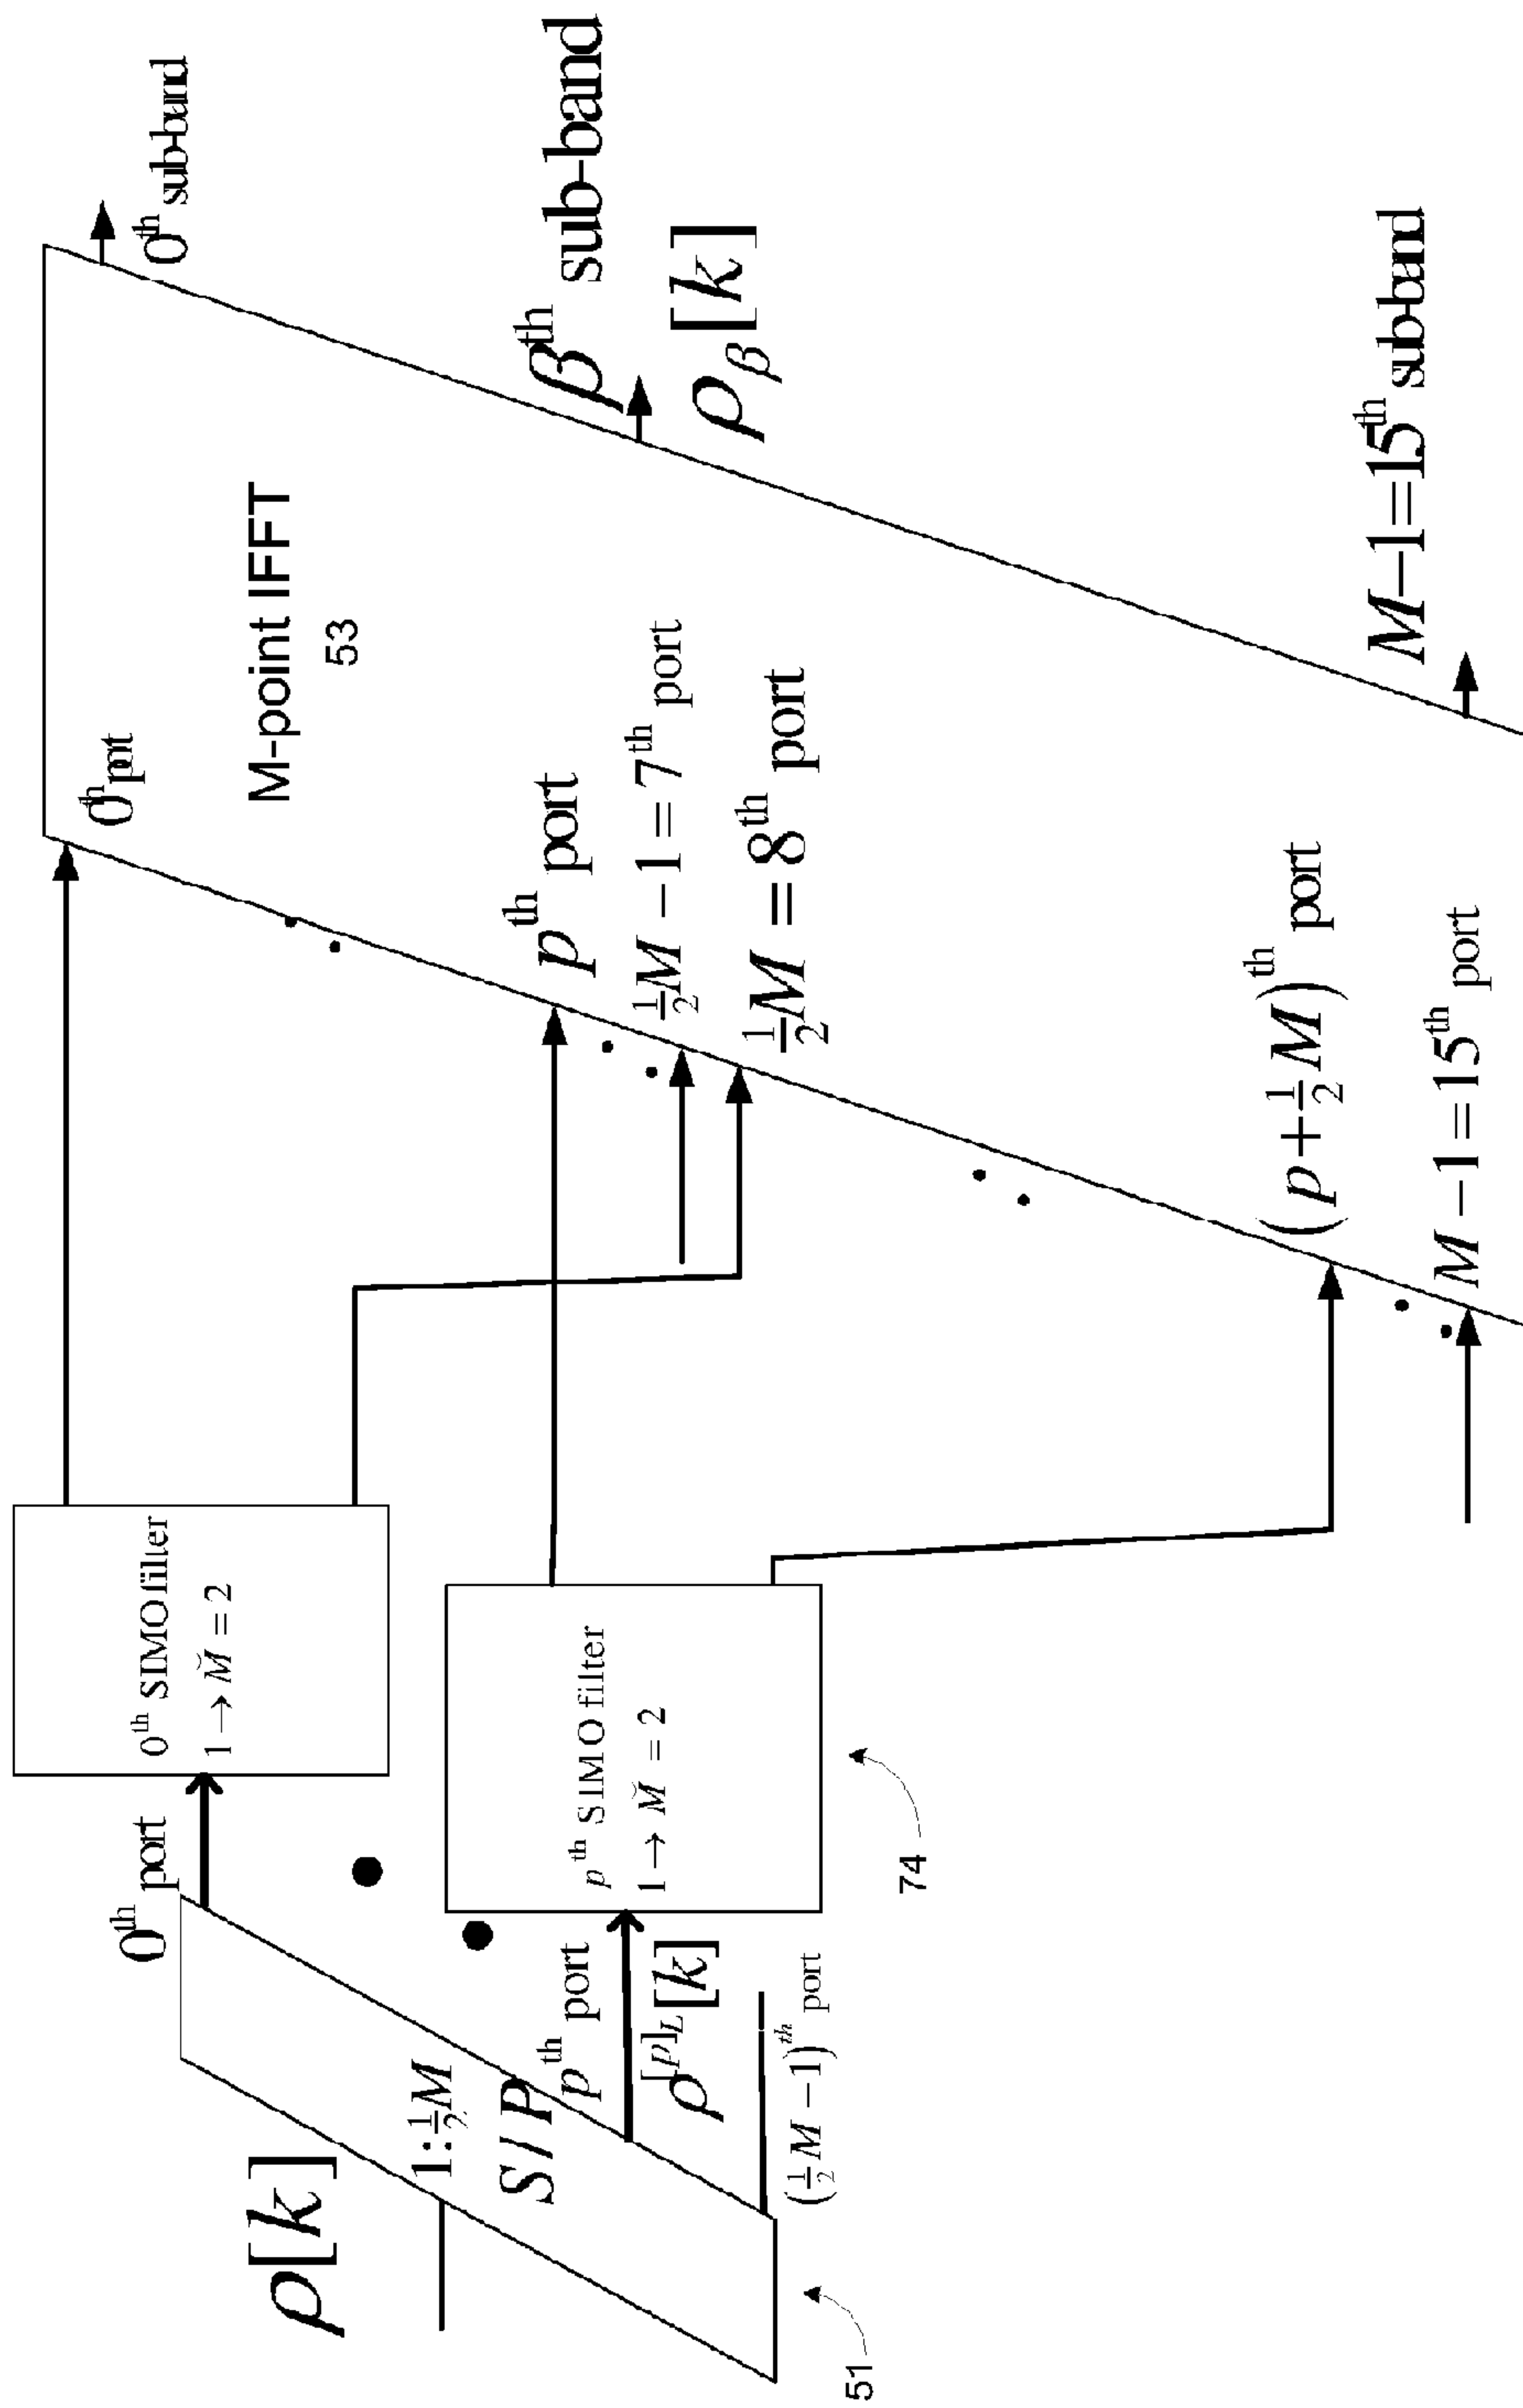 ρ[k]
1:½M
S/P
51
0th port
pth port
ρ[p]L[k]
(½M−1)th port
0th SIMO filter
1→M̆=2
pth SIMO filter
1→M̆=2
74
0th port
M-point IFFT
53
pth port
½M−1=7th port
½M=8th port
(p+½M)th port
M−1=15th port
0th sub-band
βth sub-band
ρβ[k]
M−1=15th sub-band